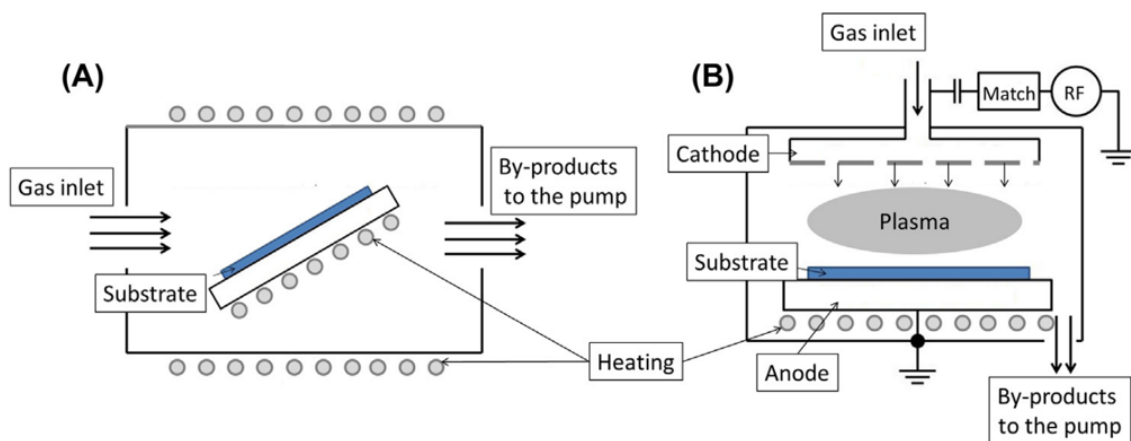 (A)
Gas inlet
Substrate
By-products
to the pump
Heating
(B)
Gas inlet
Match
RF
Cathode
Plasma
Substrate
Anode
By-products
to the pump